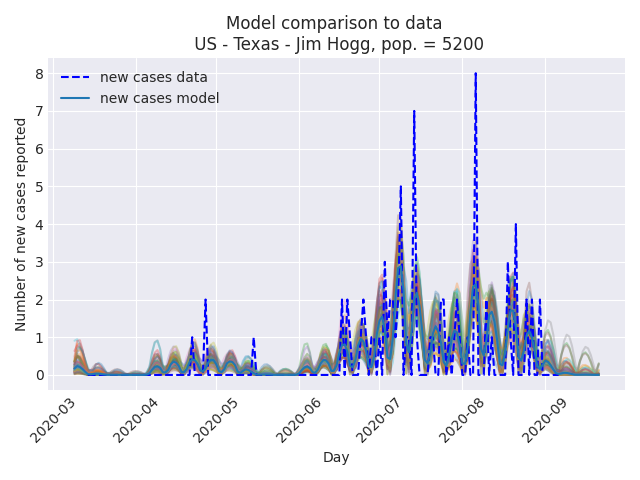 Model comparison to data
US - Texas - Jim Hogg, pop. = 5200
new cases data
new cases model
Number of new cases reported
8
7
6
5
4
3
2
1
0
2020-03
2020-04
2020-05
2020-06
2020-07
2020-08
2020-09
Day